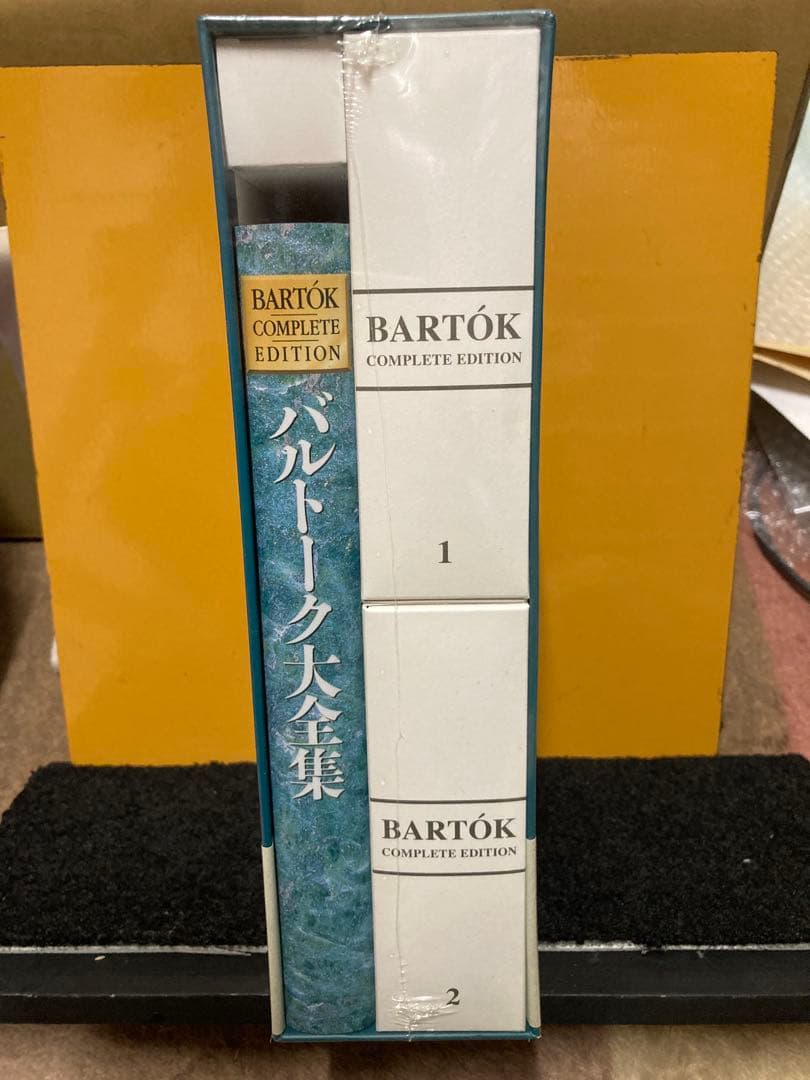 BARTÓK
COMPLETE
EDITION
バルトーク大全集
BARTÓK
COMPLETE EDITION
1
BARTÓK
COMPLETE EDITION
2